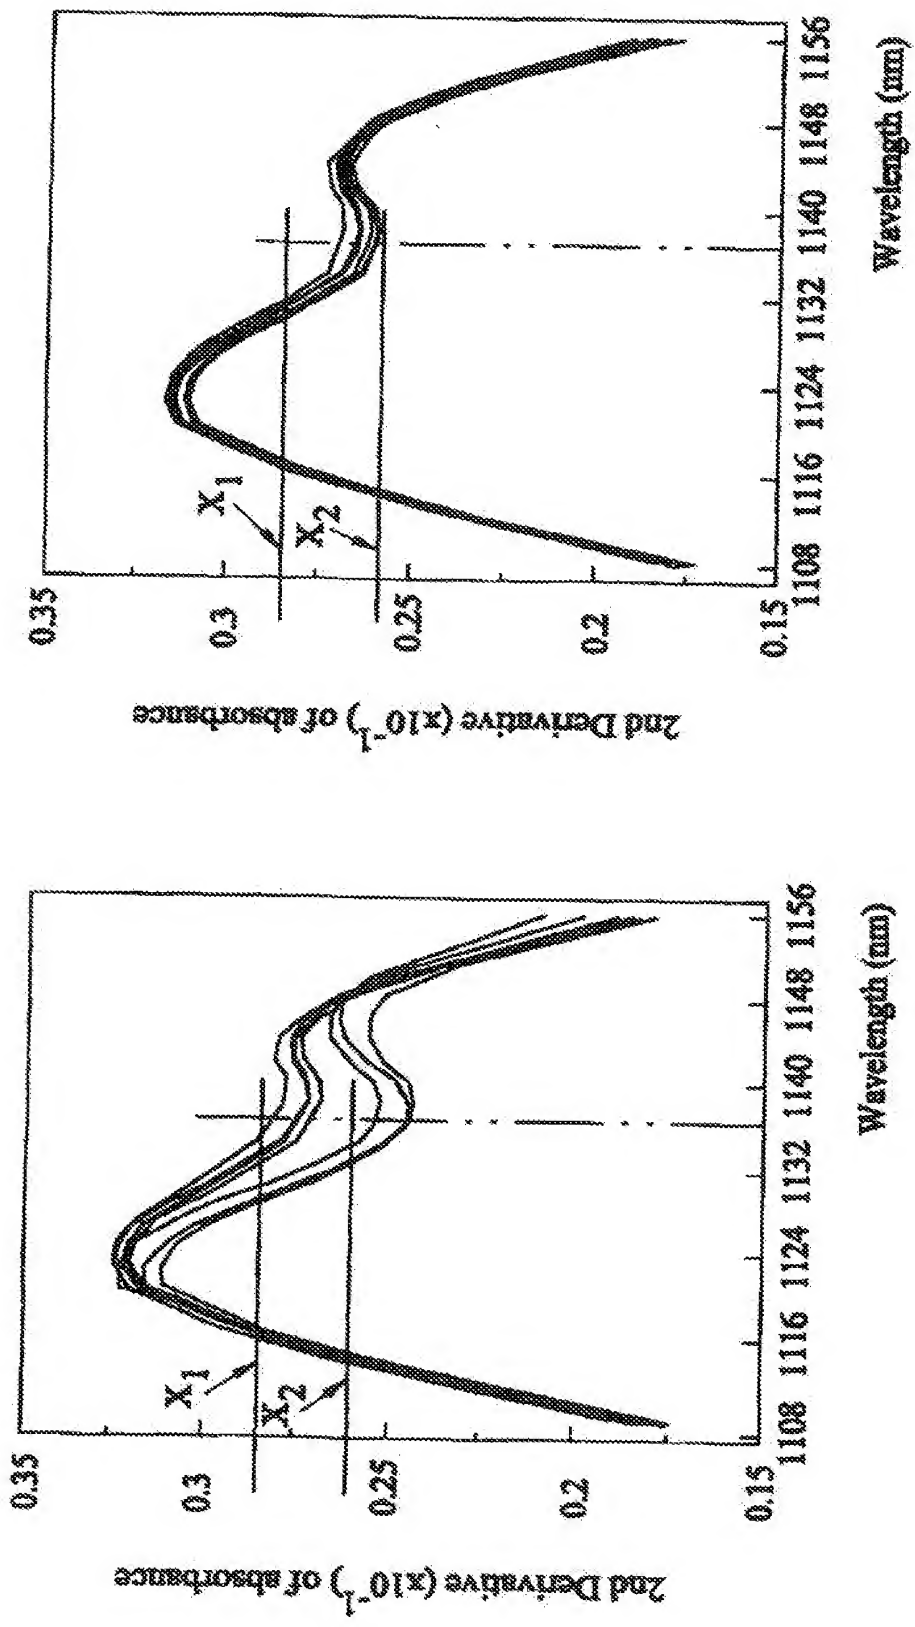 2nd Derivative (x10⁻¹) of absorbance
0.35
0.3
0.25
0.2
0.15
X₁
X₂
1108 1116 1124 1132 1140 1148 1156
Wavelength (nm)
2nd Derivative (x10⁻¹) of absorbance
0.35
0.3
0.25
0.2
0.15
X₁
X₂
1108 1116 1124 1132 1140 1148 1156
Wavelength (nm)